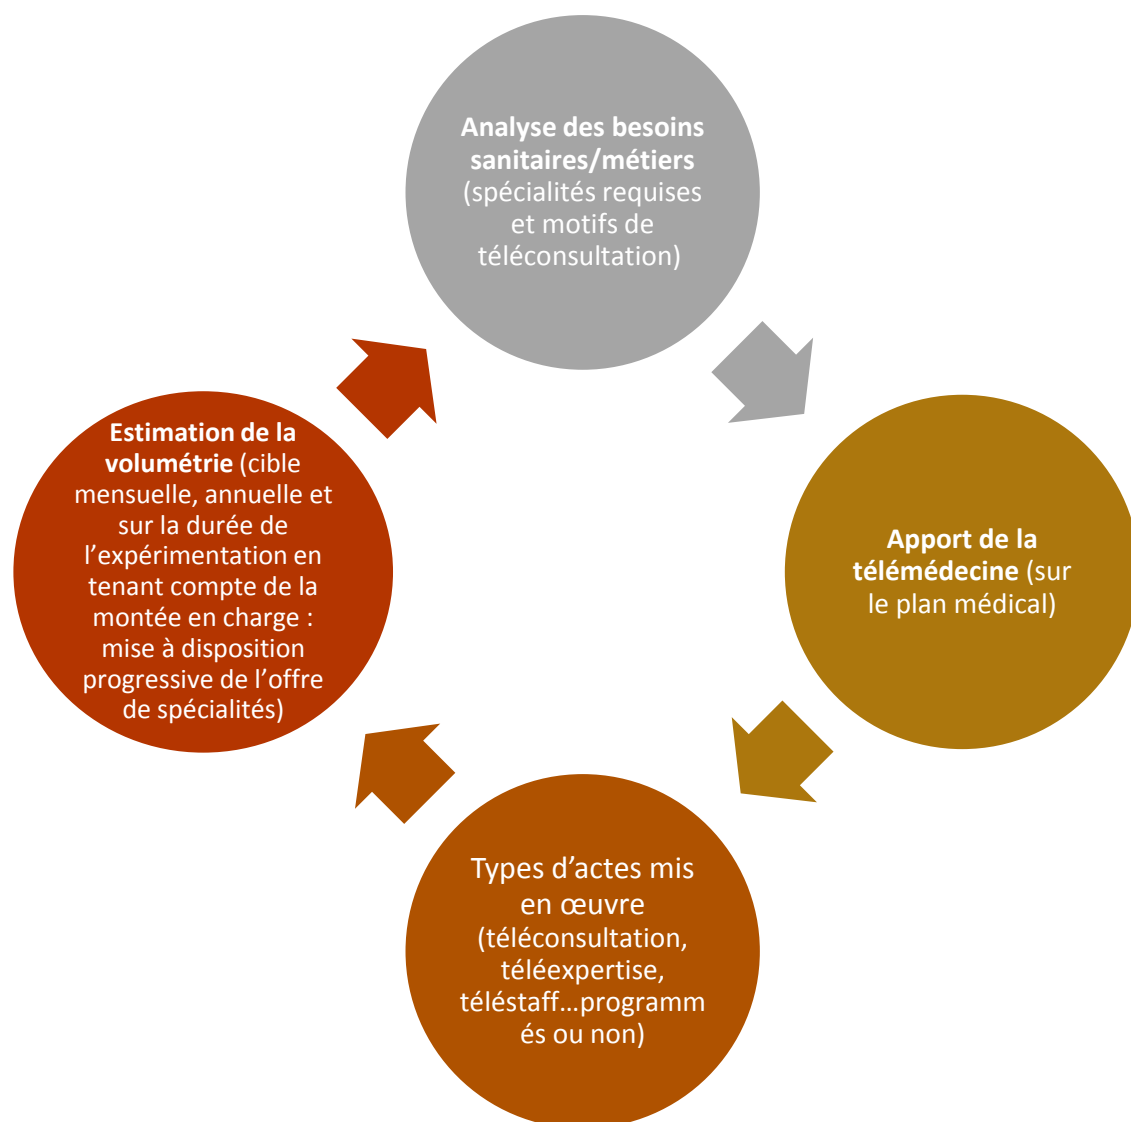 Analyse des besoins
sanitaires/métiers
(spécialités requises
et motifs de
téléconsultation)
Apport de la
télémédecine (sur
le plan médical)
Types d’actes mis
en œuvre
(téléconsultation,
téléexpertise,
téléstaff…programm
és ou non)
Estimation de la
volumétrie (cible
mensuelle, annuelle et
sur la durée de
l’expérimentation en
tenant compte de la
montée en charge :
mise à disposition
progressive de l’offre
de spécialités)